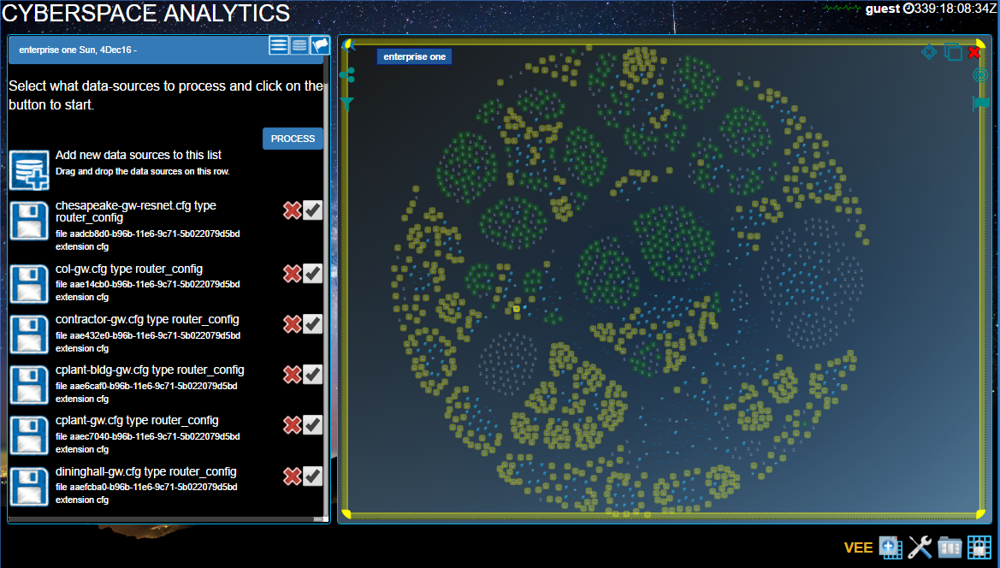 CYBERSPACE ANALYTICS
guest 339:18:08:34Z
enterprise one Sun, 4Dec16 -
enterprise one
Select what data-sources to process and click on the
button to start.
PROCESS
Add new data sources to this list
Drag and drop the data sources on this row.
chesapeake-gw-resnet.cfg type
router_config
file aadcb8d0-b96b-11e6-9c71-5b022079d5bd
extension cfg
col-gw.cfg type router_config
file aae14cb0-b96b-11e6-9c71-5b022079d5bd
extension cfg
contractor-gw.cfg type router_config
file aae432e0-b96b-11e6-9c71-5b022079d5bd
extension cfg
cplant-bldg-gw.cfg type router_config
file aae6caf0-b96b-11e6-9c71-5b022079d5bd
extension cfg
cplant-gw.cfg type router_config
file aaec7040-b96b-11e6-9c71-5b022079d5bd
extension cfg
dininghall-gw.cfg type router_config
file aaefcba0-b96b-11e6-9c71-5b022079d5bd
extension cfg
VEE